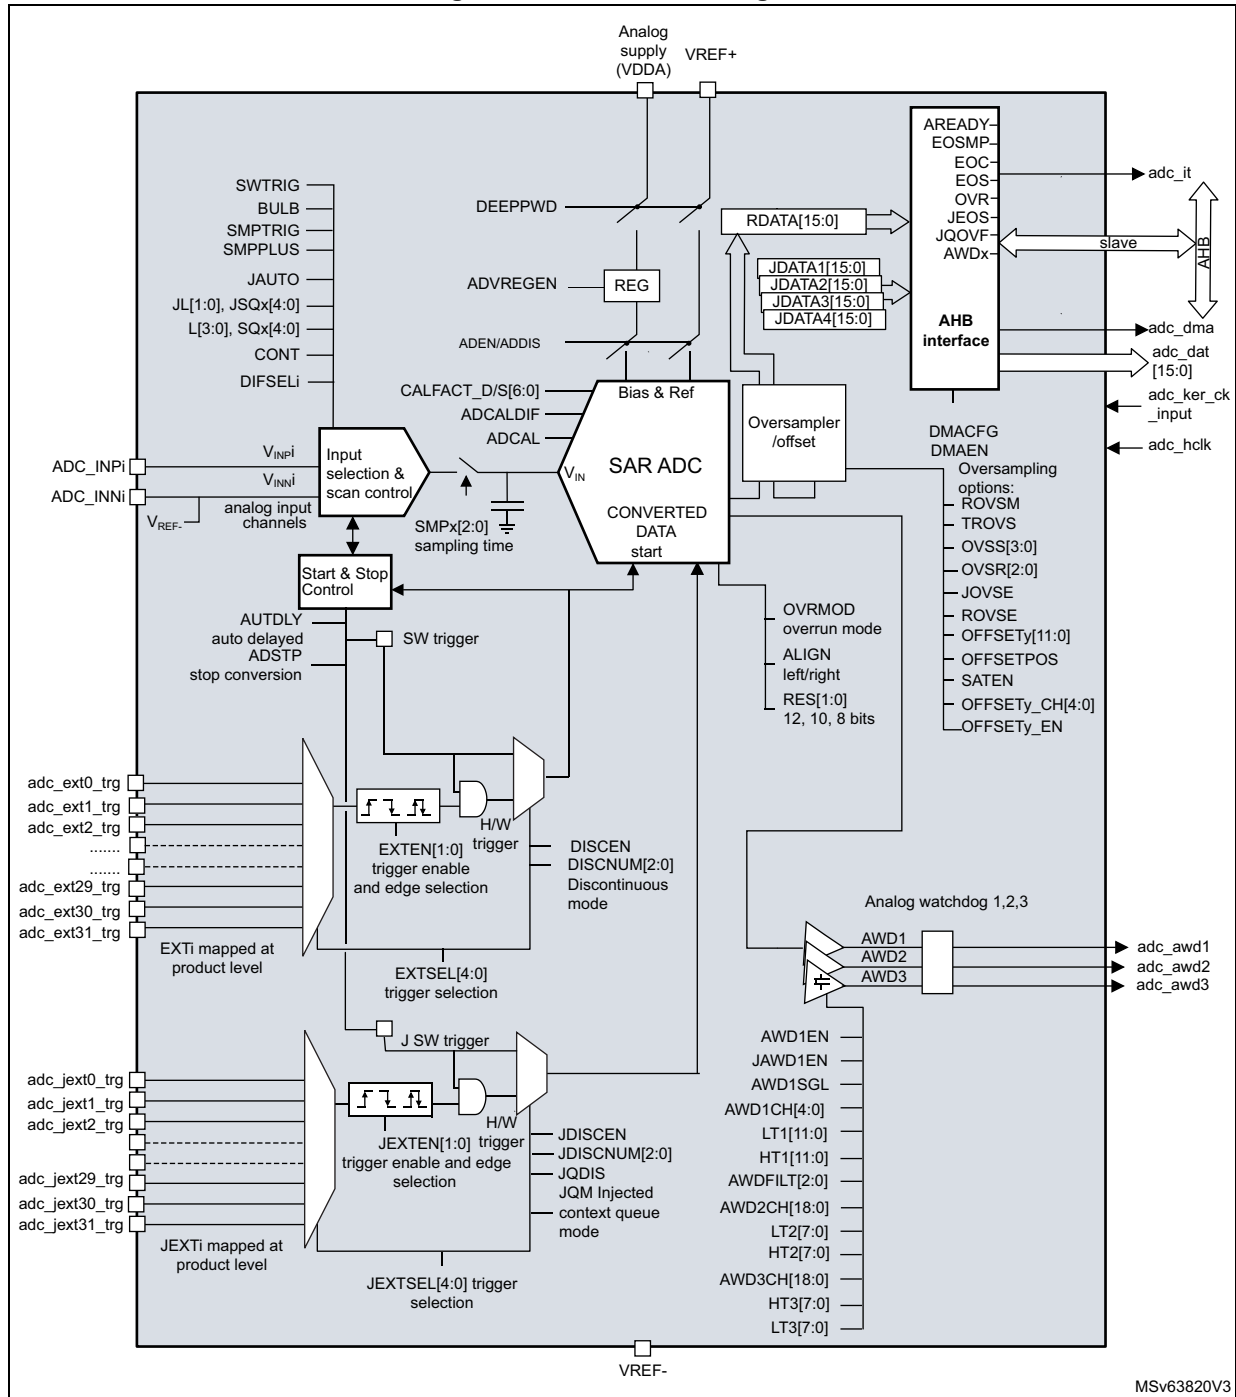 Analog
supply
(VDDA)
VREF+
AREADY
EOSMP
EOC
EOS
OVR
JEOS
JQOVF
AWDx
AHB
interface
adc_it
slave
AHB
adc_dma
adc_dat
[15:0]
adc_ker_ck
_input
adc_hclk
SWTRIG
BULB
SMPTRIG
SMPPLUS
JAUTO
JL[1:0], JSQx[4:0]
L[3:0], SQx[4:0]
CONT
DIFSELi
DEEPPWD
ADVREGEN
REG
ADEN/ADDIS
RDATA[15:0]
JDATA1[15:0]
JDATA2[15:0]
JDATA3[15:0]
JDATA4[15:0]
CALFACT_D/S[6:0]
ADCALDIF
ADCAL
Bias & Ref
SAR ADC
VIN
CONVERTED
DATA
start
Oversampler
/offset
DMACFG
DMAEN
Oversampling
options:
ROVSM
TROVS
OVSS[3:0]
OVSR[2:0]
JOVSE
ROVSE
OFFSETy[11:0]
OFFSETPOS
SATEN
OFFSETy_CH[4:0]
OFFSETy_EN
ADC_INPi
ADC_INNi
VINPi
VINNi
VREF-
analog input
channels
Input
selection &
scan control
SMPx[2:0]
sampling time
Start & Stop
Control
AUTDLY
auto delayed
ADSTP
stop conversion
SW trigger
OVRMOD
overrun mode
ALIGN
left/right
RES[1:0]
12, 10, 8 bits
adc_ext0_trg
adc_ext1_trg
adc_ext2_trg
.......
.......
adc_ext29_trg
adc_ext30_trg
adc_ext31_trg
EXTi mapped at
product level
H/W
trigger
EXTEN[1:0]
trigger enable
and edge selection
DISCEN
DISCNUM[2:0]
Discontinuous
mode
EXTSEL[4:0]
trigger selection
Analog watchdog 1,2,3
AWD1
AWD2
AWD3
adc_awd1
adc_awd2
adc_awd3
J SW trigger
adc_jext0_trg
adc_jext1_trg
adc_jext2_trg
adc_jext29_trg
adc_jext30_trg
adc_jext31_trg
JEXTi mapped at
product level
H/W
trigger
JEXTEN[1:0]
trigger enable and edge
selection
JDISCEN
JDISCNUM[2:0]
JQDIS
JQM Injected
context queue
mode
JEXTSEL[4:0] trigger
selection
AWD1EN
JAWD1EN
AWD1SGL
AWD1CH[4:0]
LT1[11:0]
HT1[11:0]
AWDFILT[2:0]
AWD2CH[18:0]
LT2[7:0]
HT2[7:0]
AWD3CH[18:0]
HT3[7:0]
LT3[7:0]
VREF-
MSv63820V3